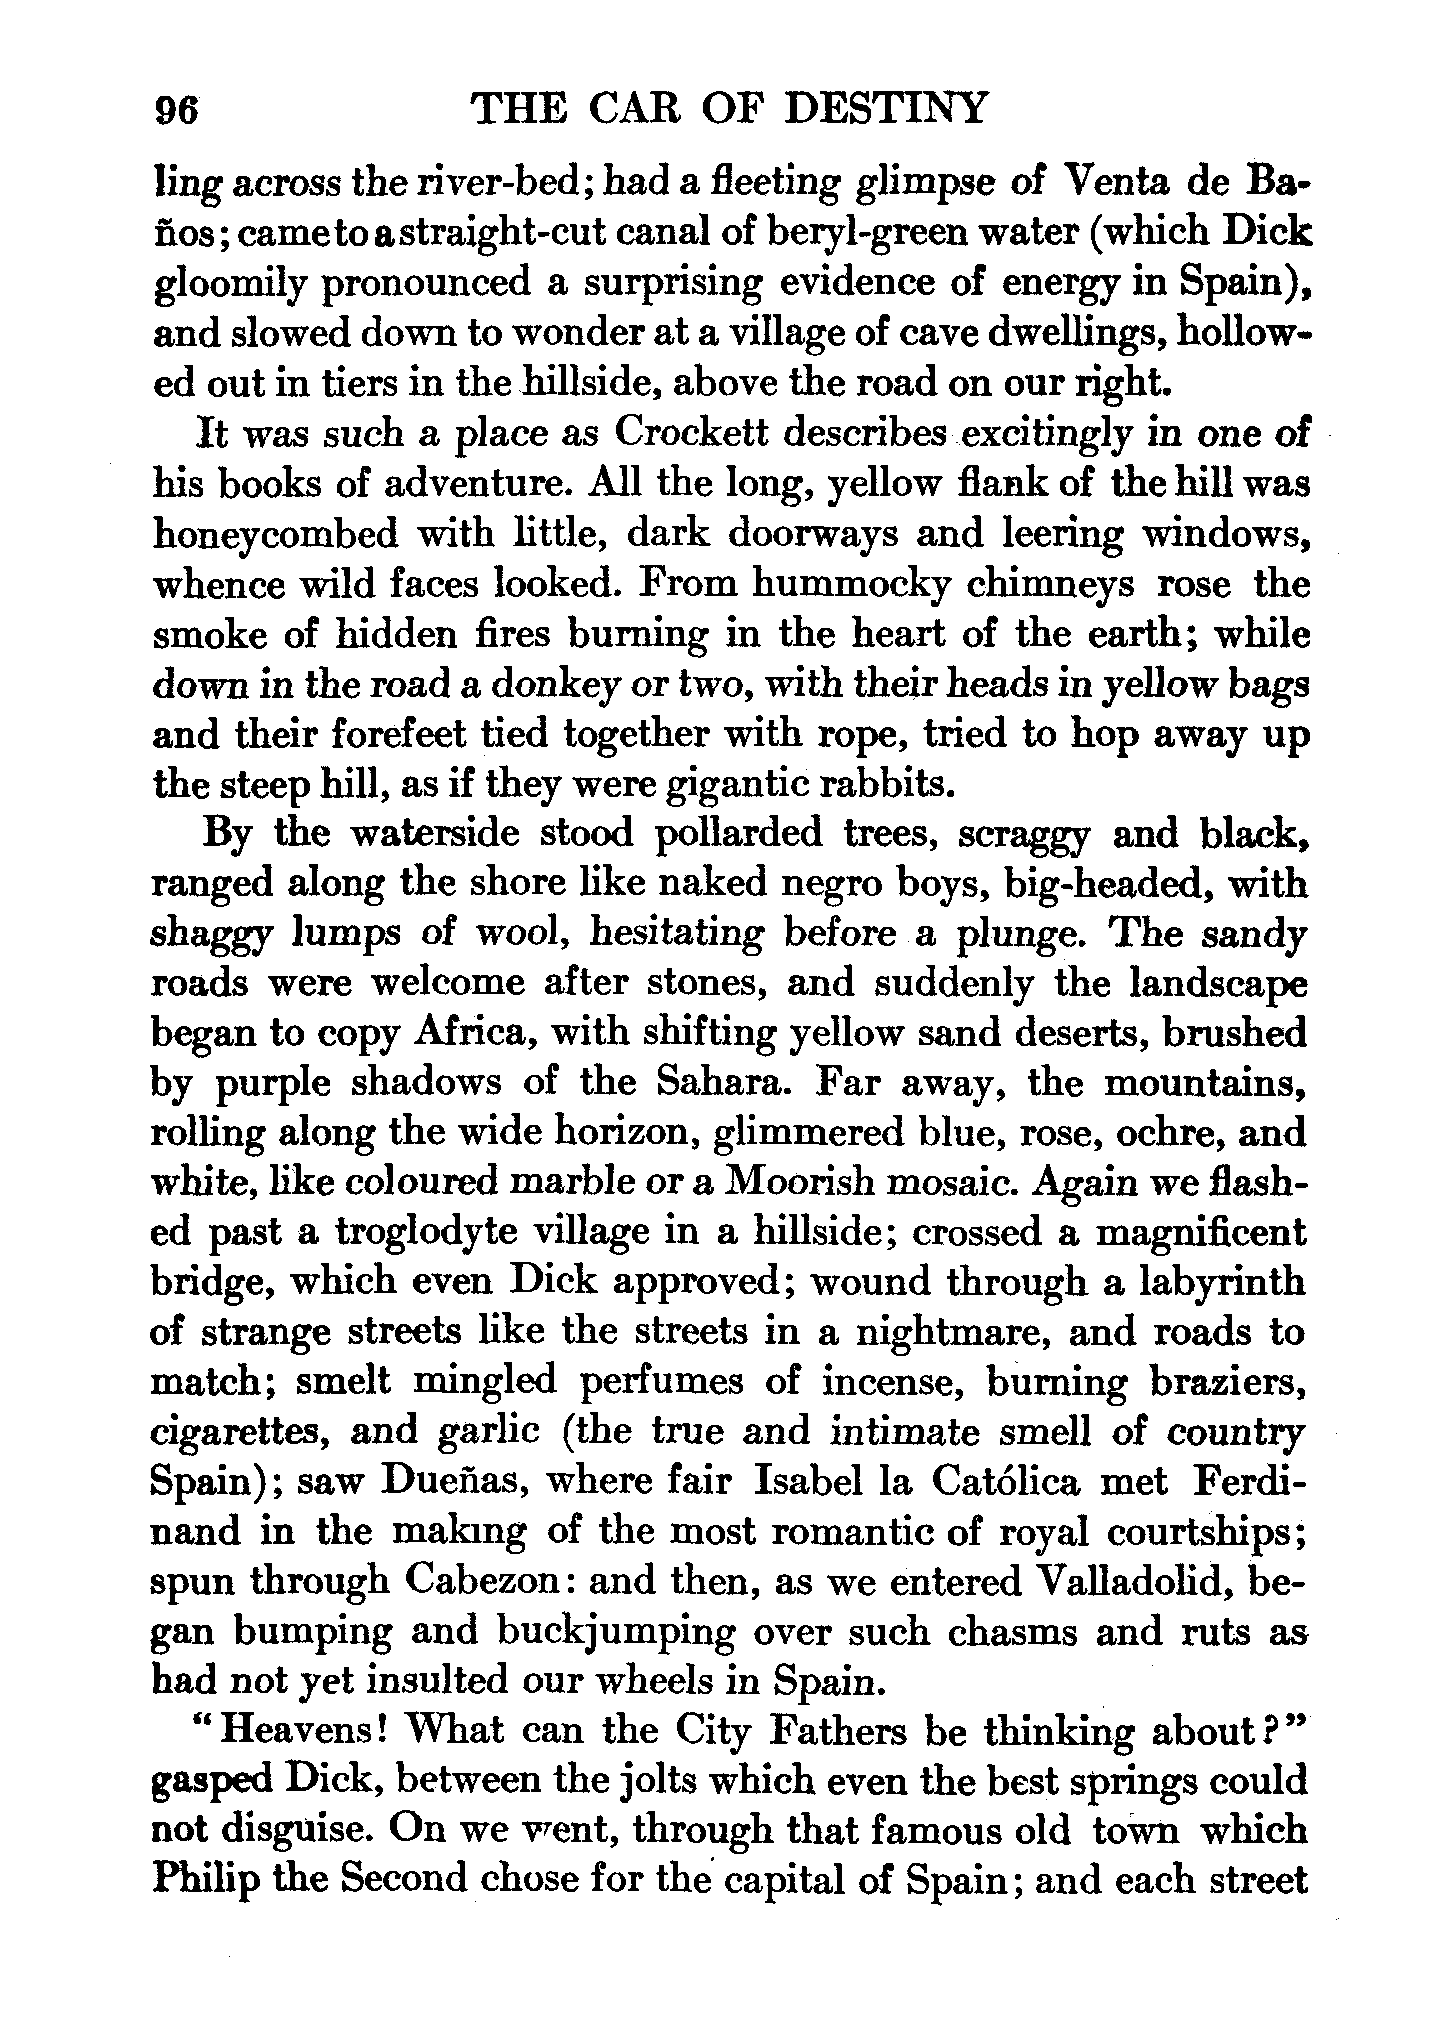 96 THE CAR OF DESTINY
ling across the river-bed; had a fleeting glimpse of Venta de Ba-
ños; came to a straight-cut canal of beryl-green water (which Dick
gloomily pronounced a surprising evidence of energy in Spain),
and slowed down to wonder at a village of cave dwellings, hollow-
ed out in tiers in the hillside, above the road on our right.
It was such a place as Crockett describes excitingly in one of
his books of adventure. All the long, yellow flank of the hill was
honeycombed with little, dark doorways and leering windows,
whence wild faces looked. From hummocky chimneys rose the
smoke of hidden fires burning in the heart of the earth; while
down in the road a donkey or two, with their heads in yellow bags
and their forefeet tied together with rope, tried to hop away up
the steep hill, as if they were gigantic rabbits.
By the waterside stood pollarded trees, scraggy and black,
ranged along the shore like naked negro boys, big-headed, with
shaggy lumps of wool, hesitating before a plunge. The sandy
roads were welcome after stones, and suddenly the landscape
began to copy Africa, with shifting yellow sand deserts, brushed
by purple shadows of the Sahara. Far away, the mountains,
rolling along the wide horizon, glimmered blue, rose, ochre, and
white, like coloured marble or a Moorish mosaic. Again we flash-
ed past a troglodyte village in a hillside; crossed a magnificent
bridge, which even Dick approved; wound through a labyrinth
of strange streets like the streets in a nightmare, and roads to
match; smelt mingled perfumes of incense, burning braziers,
cigarettes, and garlic (the true and intimate smell of country
Spain); saw Dueñas, where fair Isabel la Católica met Ferdi-
nand in the making of the most romantic of royal courtships;
spun through Cabezon: and then, as we entered Valladolid, be-
gan bumping and buckjumping over such chasms and ruts as
had not yet insulted our wheels in Spain.
"Heavens! What can the City Fathers be thinking about?"
gasped Dick, between the jolts which even the best springs could
not disguise. On we went, through that famous old town which
Philip the Second chose for the capital of Spain; and each street